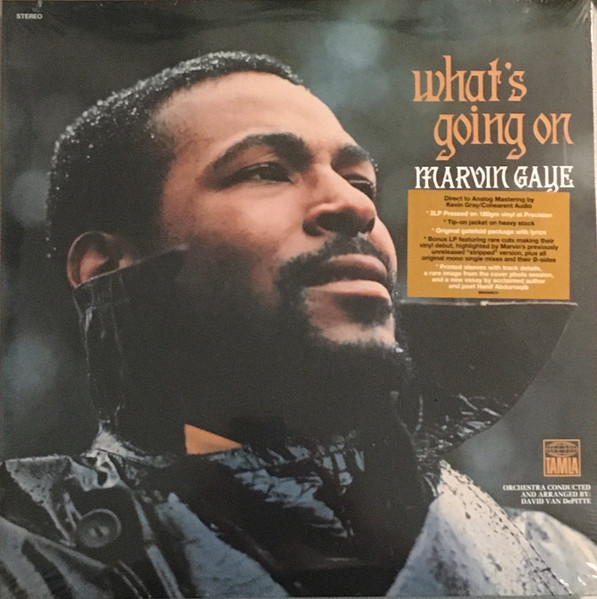 STEREO
what's
going on
MARVIN GAYE
Direct to Analog Mastering by
Kevin Gray/Cohearent Audio
* 2LP Pressed on 180gm vinyl at Precision
* Tip-on jacket on heavy stock
* Original gatefold package with lyrics
* Bonus LP featuring rare cuts making their
vinyl debut, highlighted by Marvin's previously
unreleased "stripped" version, plus all
original mono single mixes and their B-sides
* Printed sleeves with track details,
a rare image from the cover photo session,
and a new essay by acclaimed author
and poet Hanif Abdurraqib
TAMLA
ORCHESTRA CONDUCTED
AND ARRANGED BY:
DAVID VAN DePITTE